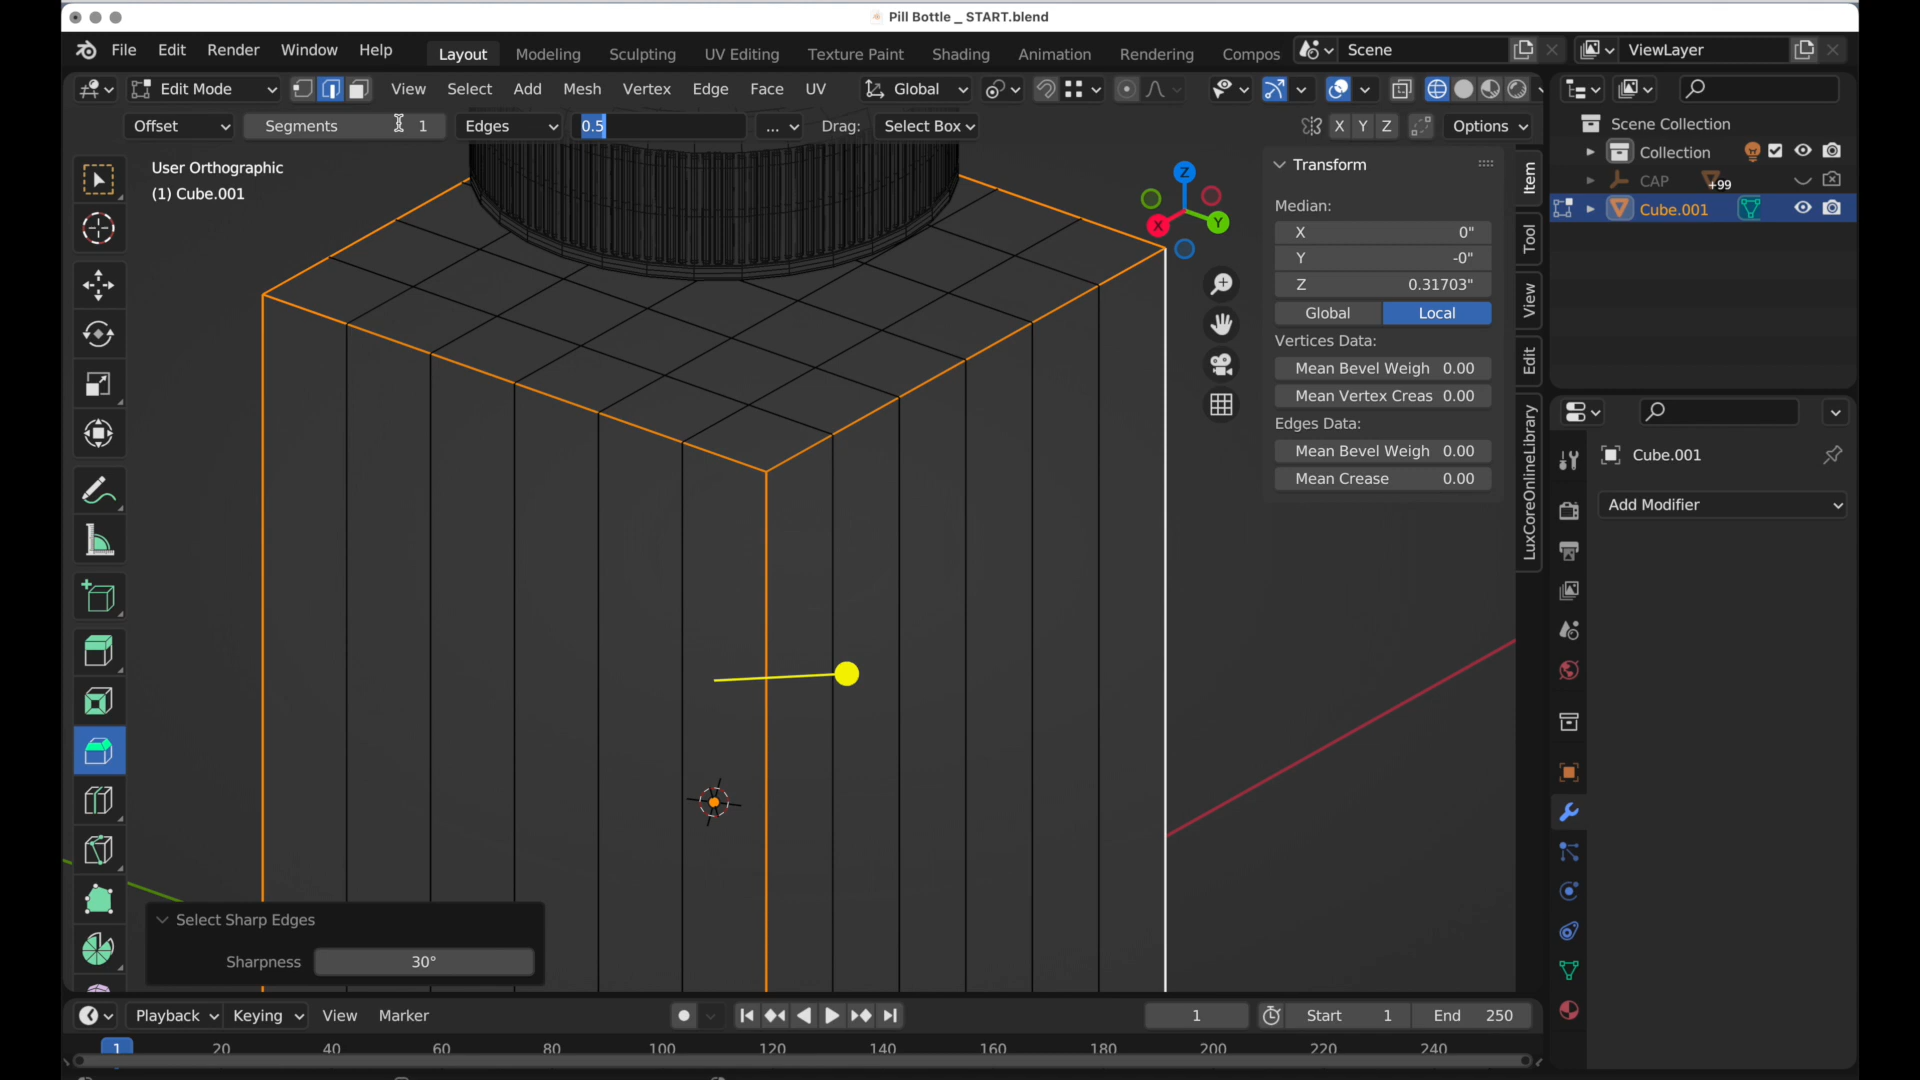 Pill Bottle _ START.blend
File Edit Render Window Help Layout Modeling Sculpting UV Editing Texture Paint Shading Animation Rendering Compos Scene ViewLayer
Edit Mode View Select Add Mesh Vertex Edge Face UV Global
Offset Segments 1 Edges 0.5 ... Drag: Select Box X Y Z Options
User Orthographic
(1) Cube.001
Z
X
Y
Transform
Median:
X 0"
Y -0"
Z 0.31703"
Global Local
Vertices Data:
Mean Bevel Weigh 0.00
Mean Vertex Creas 0.00
Edges Data:
Mean Bevel Weigh 0.00
Mean Crease 0.00
Item
Tool
View
Edit
LuxCoreOnlineLibrary
Scene Collection
Collection
CAP +99
Cube.001
Cube.001
Add Modifier
Select Sharp Edges
Sharpness 30°
Playback Keying View Marker 1 Start 1 End 250
1 20 40 60 80 100 120 140 160 180 200 220 240